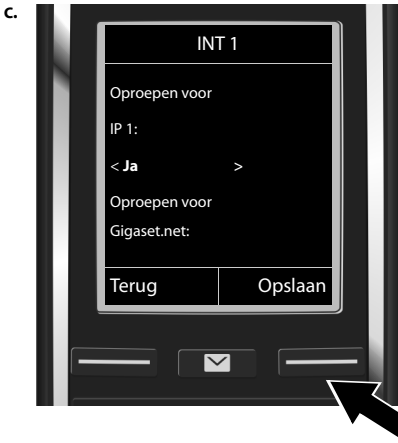 c.
INT 1
Oproepen voor
IP 1:
< Ja >
Oproepen voor
Gigaset.net:
Terug Opslaan